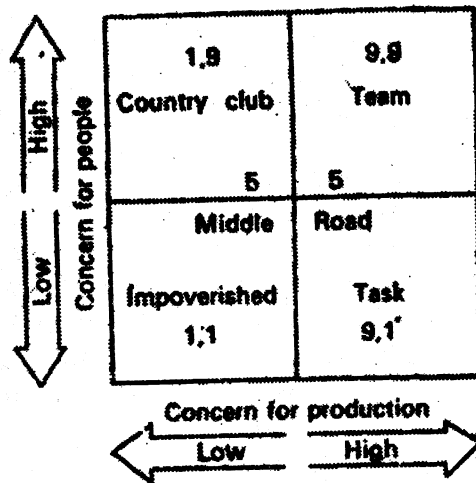 1,9 9,9
Country club Team
High
Concern for people
5 5
Middle Road
Low
Impoverished Task
1,1 9,1
Concern for production
Low High